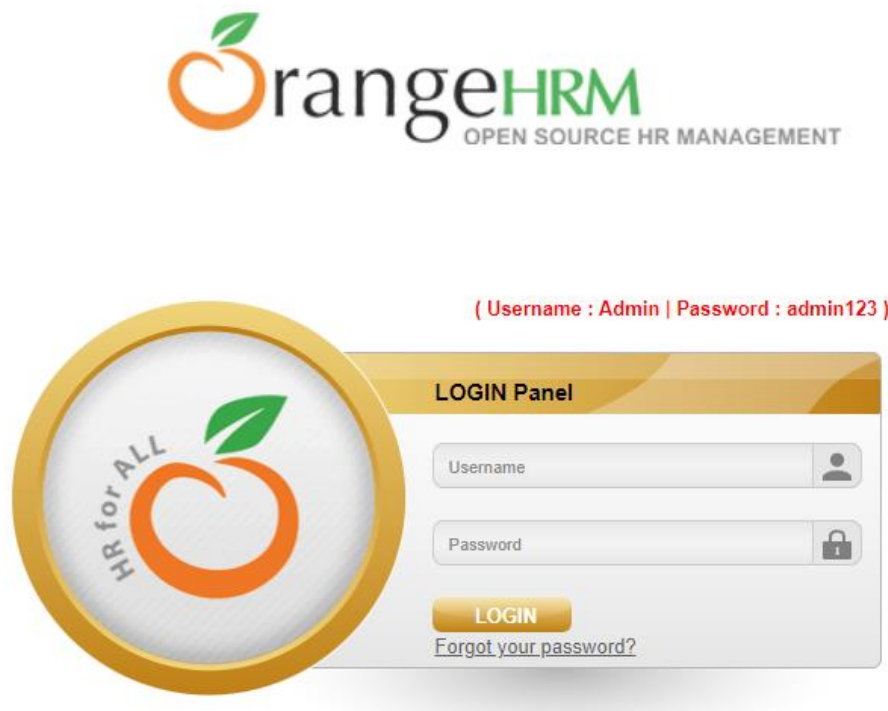 OrangeHRM
OPEN SOURCE HR MANAGEMENT
( Username : Admin | Password : admin123 )
LOGIN Panel
HR for ALL
Username
Password
LOGIN
Forgot your password?